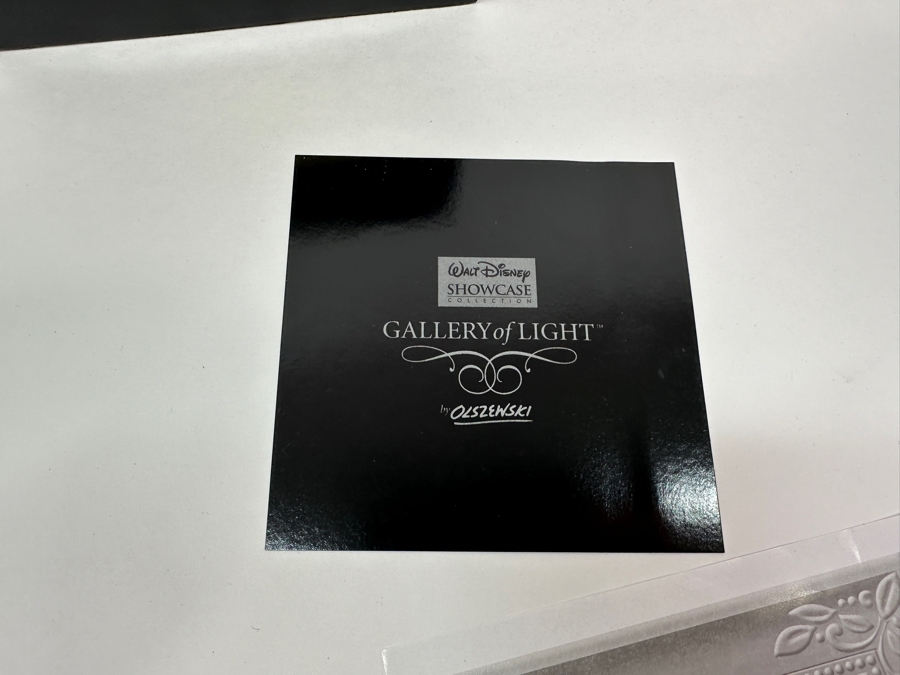 WALT DISNEY
SHOWCASE
COLLECTION
GALLERY of LIGHT™
by OLSZEWSKI